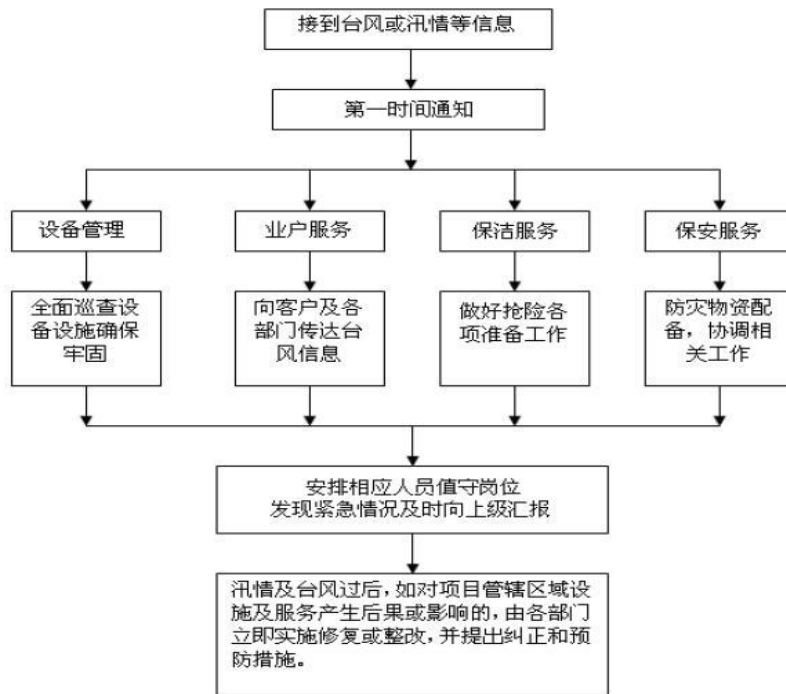 接到台风或汛情等信息
第一时间通知
设备管理
业户服务
保洁服务
保安服务
全面巡查设
备设施确保
牢固
向客户及各
部门传达台
风信息
做好抢险各
项准备工作
防灾物资配
备，协调相
关工作
安排相应人员值守岗位
发现紧急情况及时向上级汇报
汛情及台风过后，如对项目管辖区域设
施及服务产生后果或影响的，由各部门
立即实施修复或整改，并提出纠正和预
防措施。